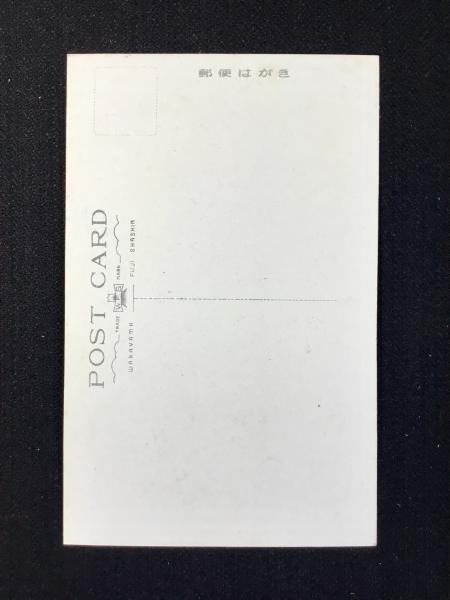 郵便はがき
POST CARD
TRADE MARK
WAKAYAMA FUJI SHASHIN